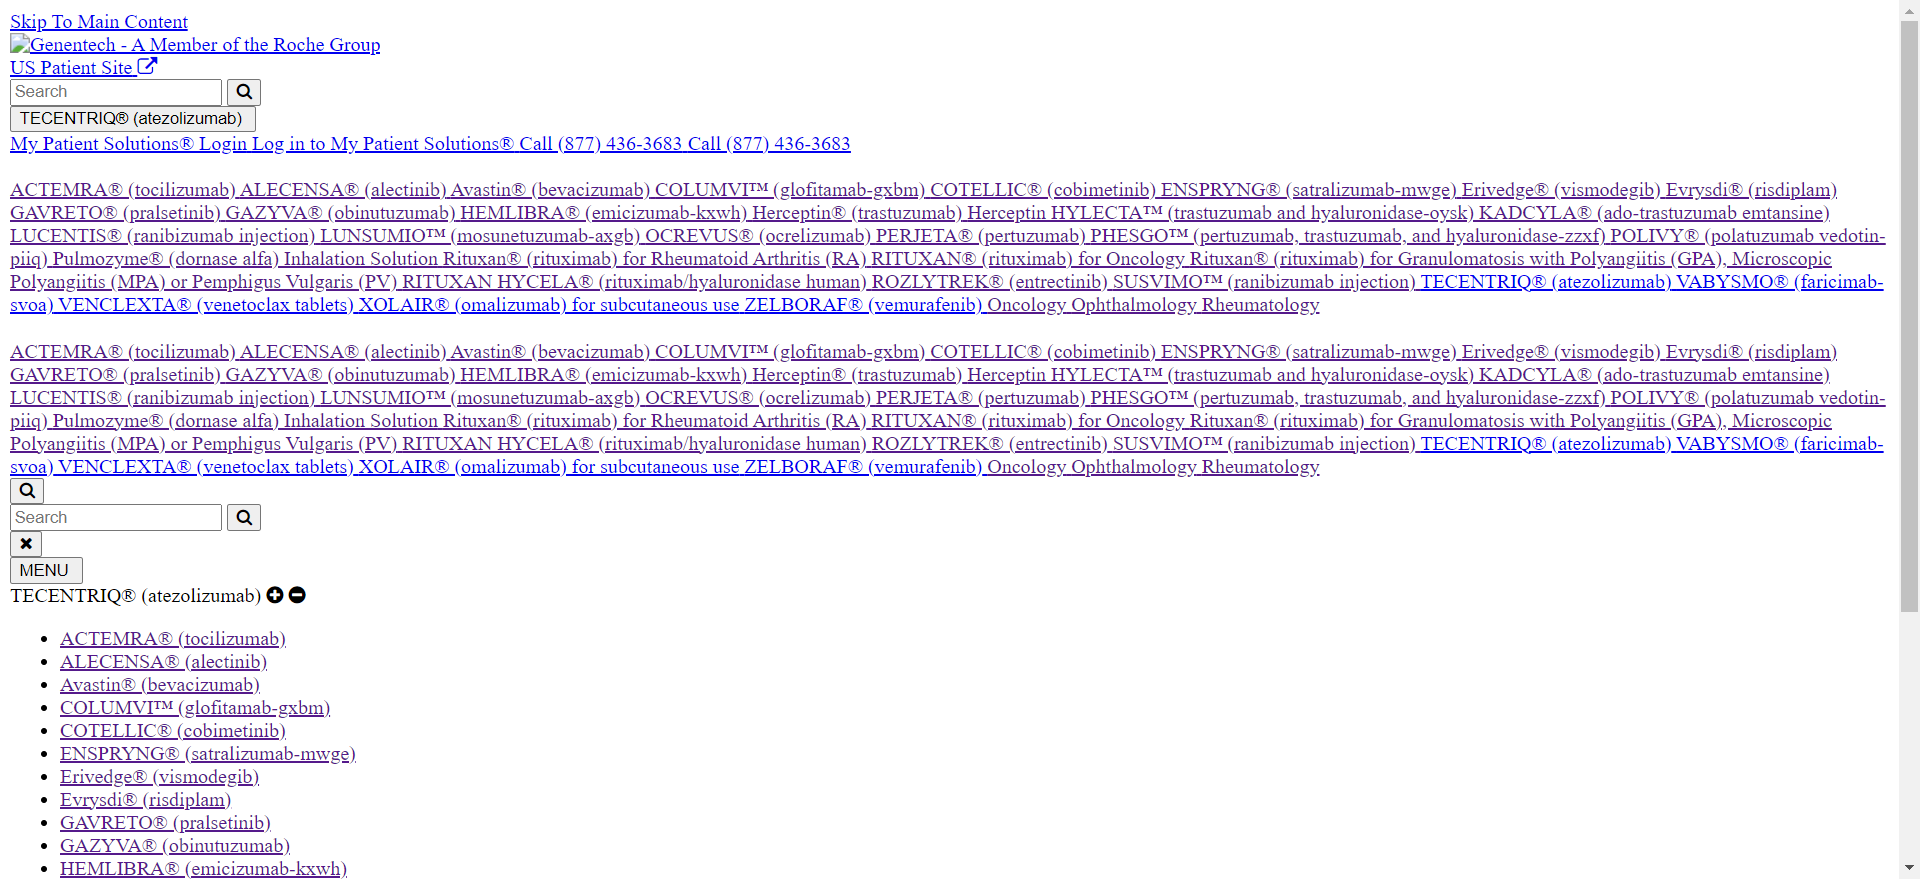 Skip To Main Content
Genentech - A Member of the Roche Group
US Patient Site
Search
TECENTRIQ® (atezolizumab)
My Patient Solutions® Login Log in to My Patient Solutions® Call (877) 436-3683 Call (877) 436-3683
ACTEMRA® (tocilizumab) ALECENSA® (alectinib) Avastin® (bevacizumab) COLUMVI™ (glofitamab-gxbm) COTELLIC® (cobimetinib) ENSPRYNG® (satralizumab-mwge) Erivedge® (vismodegib) Evrysdi® (risdiplam)
GAVRETO® (pralsetinib) GAZYVA® (obinutuzumab) HEMLIBRA® (emicizumab-kxwh) Herceptin® (trastuzumab) Herceptin HYLECTA™ (trastuzumab and hyaluronidase-oysk) KADCYLA® (ado-trastuzumab emtansine)
LUCENTIS® (ranibizumab injection) LUNSUMIO™ (mosunetuzumab-axgb) OCREVUS® (ocrelizumab) PERJETA® (pertuzumab) PHESGO™ (pertuzumab, trastuzumab, and hyaluronidase-zzxf) POLIVY® (polatuzumab vedotin-
piiq) Pulmozyme® (dornase alfa) Inhalation Solution Rituxan® (rituximab) for Rheumatoid Arthritis (RA) RITUXAN® (rituximab) for Oncology Rituxan® (rituximab) for Granulomatosis with Polyangiitis (GPA), Microscopic
Polyangiitis (MPA) or Pemphigus Vulgaris (PV) RITUXAN HYCELA® (rituximab/hyaluronidase human) ROZLYTREK® (entrectinib) SUSVIMO™ (ranibizumab injection) TECENTRIQ® (atezolizumab) VABYSMO® (faricimab-
svoa) VENCLEXTA® (venetoclax tablets) XOLAIR® (omalizumab) for subcutaneous use ZELBORAF® (vemurafenib) Oncology Ophthalmology Rheumatology
ACTEMRA® (tocilizumab) ALECENSA® (alectinib) Avastin® (bevacizumab) COLUMVI™ (glofitamab-gxbm) COTELLIC® (cobimetinib) ENSPRYNG® (satralizumab-mwge) Erivedge® (vismodegib) Evrysdi® (risdiplam)
GAVRETO® (pralsetinib) GAZYVA® (obinutuzumab) HEMLIBRA® (emicizumab-kxwh) Herceptin® (trastuzumab) Herceptin HYLECTA™ (trastuzumab and hyaluronidase-oysk) KADCYLA® (ado-trastuzumab emtansine)
LUCENTIS® (ranibizumab injection) LUNSUMIO™ (mosunetuzumab-axgb) OCREVUS® (ocrelizumab) PERJETA® (pertuzumab) PHESGO™ (pertuzumab, trastuzumab, and hyaluronidase-zzxf) POLIVY® (polatuzumab vedotin-
piiq) Pulmozyme® (dornase alfa) Inhalation Solution Rituxan® (rituximab) for Rheumatoid Arthritis (RA) RITUXAN® (rituximab) for Oncology Rituxan® (rituximab) for Granulomatosis with Polyangiitis (GPA), Microscopic
Polyangiitis (MPA) or Pemphigus Vulgaris (PV) RITUXAN HYCELA® (rituximab/hyaluronidase human) ROZLYTREK® (entrectinib) SUSVIMO™ (ranibizumab injection) TECENTRIQ® (atezolizumab) VABYSMO® (faricimab-
svoa) VENCLEXTA® (venetoclax tablets) XOLAIR® (omalizumab) for subcutaneous use ZELBORAF® (vemurafenib) Oncology Ophthalmology Rheumatology
Search
MENU
TECENTRIQ® (atezolizumab)
ACTEMRA® (tocilizumab)
ALECENSA® (alectinib)
Avastin® (bevacizumab)
COLUMVI™ (glofitamab-gxbm)
COTELLIC® (cobimetinib)
ENSPRYNG® (satralizumab-mwge)
Erivedge® (vismodegib)
Evrysdi® (risdiplam)
GAVRETO® (pralsetinib)
GAZYVA® (obinutuzumab)
HEMLIBRA® (emicizumab-kxwh)